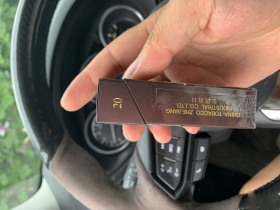 20
CHINA TOBACCO ZHEJIANG
INDUSTRIAL CO.,LTD.